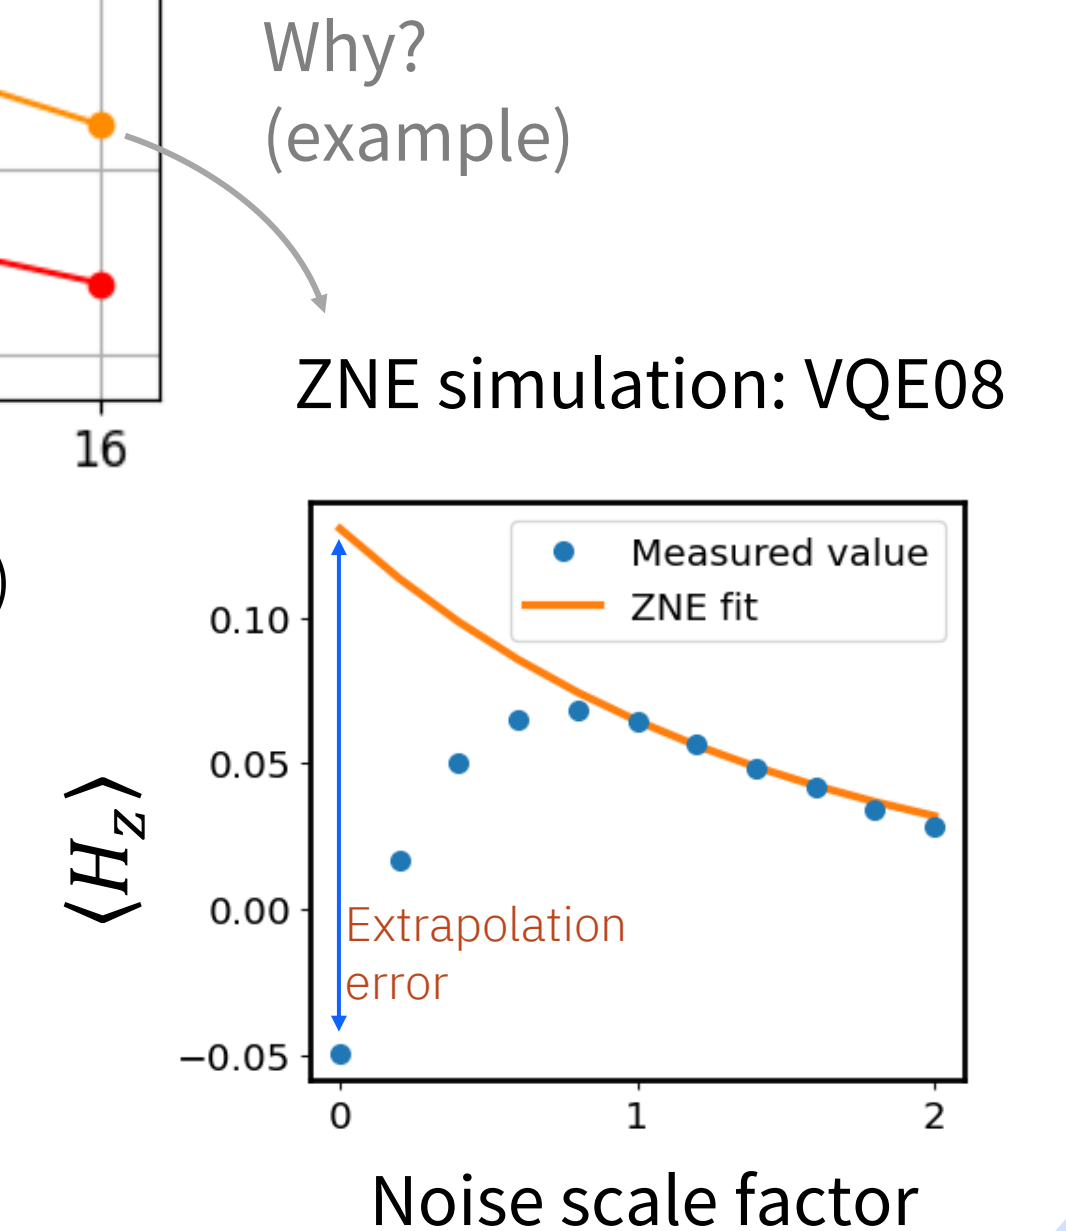 Why?
(example)
ZNE simulation: VQE08
16
)
Measured value
ZNE fit
0.10
0.05
0.00
−0.05
⟨H_z⟩
Extrapolation
error
0 1 2
Noise scale factor